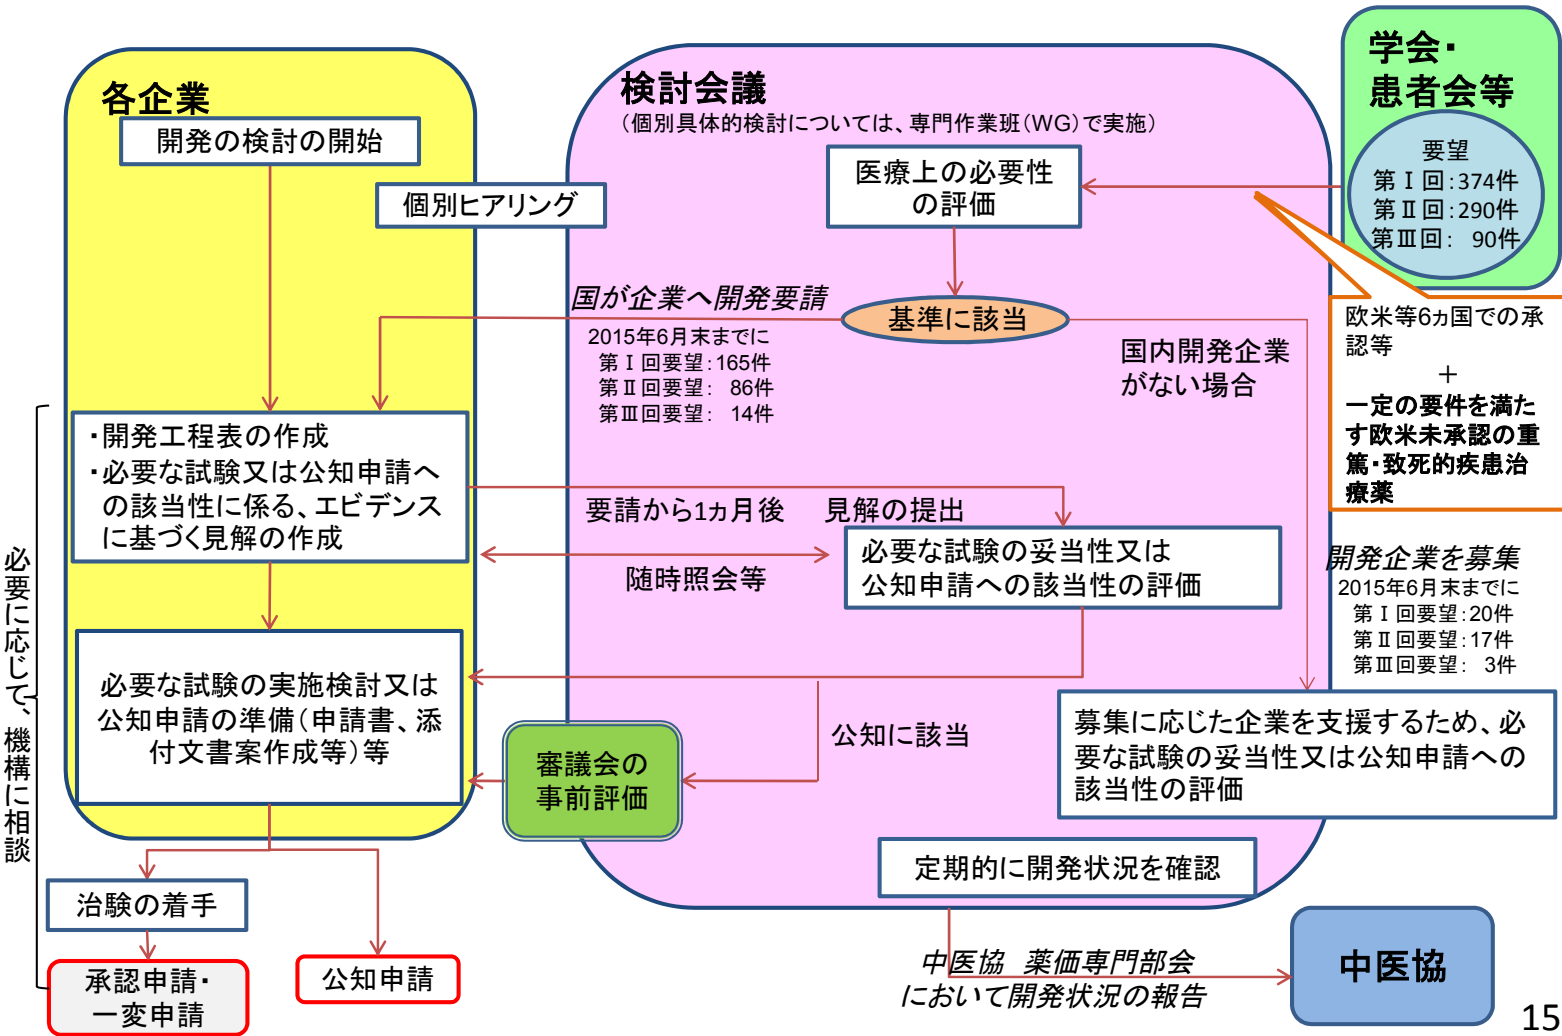 各企業
開発の検討の開始
個別ヒアリング
検討会議
(個別具体的検討については、専門作業班(WG)で実施)
医療上の必要性
の評価
学会・
患者会等
要望
第Ⅰ回:374件
第Ⅱ回:290件
第Ⅲ回: 90件
国が企業へ開発要請
2015年6月末までに
第Ⅰ回要望:165件
第Ⅱ回要望: 86件
第Ⅲ回要望: 14件
基準に該当
国内開発企業
がない場合
欧米等6ヵ国での承
認等
+
一定の要件を満た
す欧米未承認の重
篤・致死的疾患治
療薬
・開発工程表の作成
・必要な試験又は公知申請へ
の該当性に係る、エビデンス
に基づく見解の作成
要請から1ヵ月後 見解の提出
随時照会等
必要な試験の妥当性又は
公知申請への該当性の評価
開発企業を募集
2015年6月末までに
第Ⅰ回要望:20件
第Ⅱ回要望:17件
第Ⅲ回要望: 3件
必要に応じて、機構に相談
必要な試験の実施検討又は
公知申請の準備(申請書、添
付文書案作成等)等
審議会の
事前評価
公知に該当
募集に応じた企業を支援するため、必
要な試験の妥当性又は公知申請への
該当性の評価
定期的に開発状況を確認
治験の着手
承認申請・
一変申請
公知申請
中医協 薬価専門部会
において開発状況の報告
中医協
15